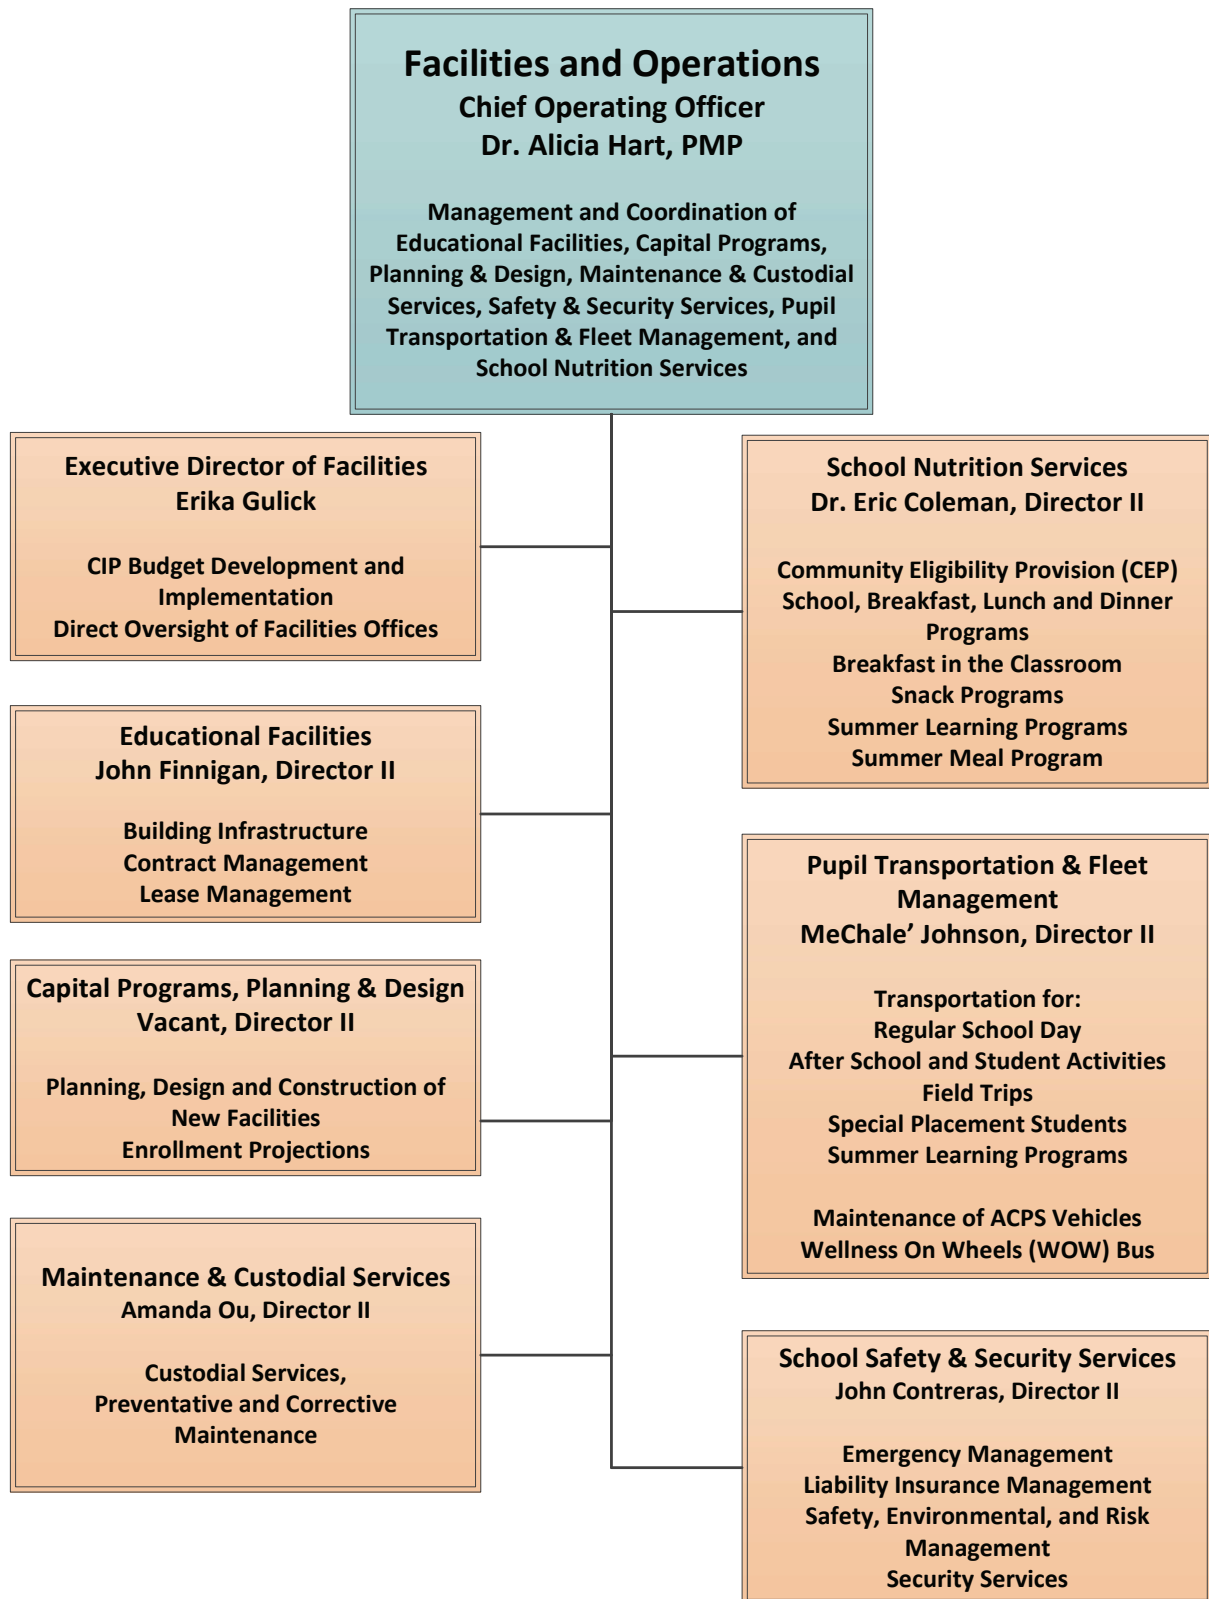 Facilities and Operations
Chief Operating Officer
Dr. Alicia Hart, PMP
Management and Coordination of
Educational Facilities, Capital Programs,
Planning & Design, Maintenance & Custodial
Services, Safety & Security Services, Pupil
Transportation & Fleet Management, and
School Nutrition Services
Executive Director of Facilities
Erika Gulick
CIP Budget Development and
Implementation
Direct Oversight of Facilities Offices
Educational Facilities
John Finnigan, Director II
Building Infrastructure
Contract Management
Lease Management
Capital Programs, Planning & Design
Vacant, Director II
Planning, Design and Construction of
New Facilities
Enrollment Projections
Maintenance & Custodial Services
Amanda Ou, Director II
Custodial Services,
Preventative and Corrective
Maintenance
School Nutrition Services
Dr. Eric Coleman, Director II
Community Eligibility Provision (CEP)
School, Breakfast, Lunch and Dinner
Programs
Breakfast in the Classroom
Snack Programs
Summer Learning Programs
Summer Meal Program
Pupil Transportation & Fleet
Management
MeChale’ Johnson, Director II
Transportation for:
Regular School Day
After School and Student Activities
Field Trips
Special Placement Students
Summer Learning Programs
Maintenance of ACPS Vehicles
Wellness On Wheels (WOW) Bus
School Safety & Security Services
John Contreras, Director II
Emergency Management
Liability Insurance Management
Safety, Environmental, and Risk
Management
Security Services